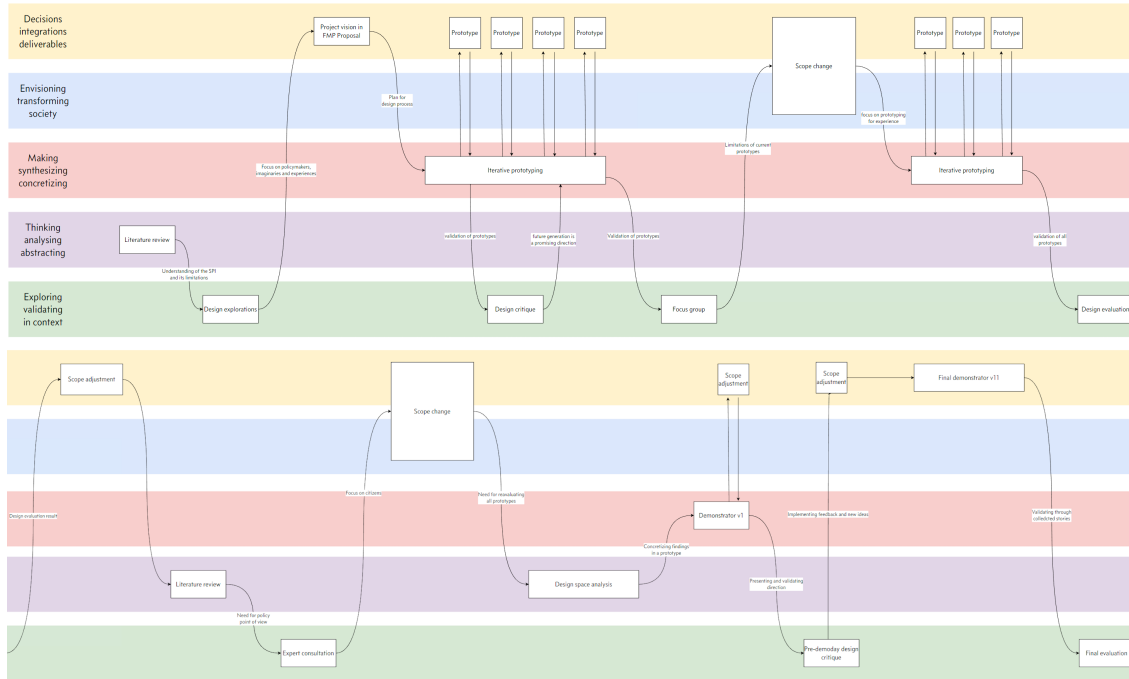 Decisions
integrations
deliverables
Project vision in
FMP Proposal
Prototype
Prototype
Prototype
Prototype
Scope change
Prototype
Prototype
Prototype
Envisioning
transforming
society
Plan for
design process
focus on prototyping
for experience
Making
synthesizing
concretizing
Focus on policymakers,
imaginaries and experiences
Iterative prototyping
Limitations of current
prototypes
Iterative prototyping
Thinking
analysing
abstracting
Literature review
validation of prototypes
future generation is
a promising direction
Validation of prototypes
validation of all
prototypes
Understanding of the SPI
and its limitations
Exploring
validating
in context
Design explorations
Design critique
Focus group
Design evaluation
Scope adjustment
Scope change
Scope
adjustment
Scope
adjustment
Final demonstrator v1.1
Design evaluation result
Focus on citizens
Need for reevaluating
all prototypes
Demonstrator v1
Implementing feedback and new ideas
Validating through
colledcted stories
Concretizing findings
in a prototype
Literature review
Design space analysis
Presenting and validating
direction
Need for policy
point of view
Expert consultation
Pre-demoday design
critique
Final evaluation